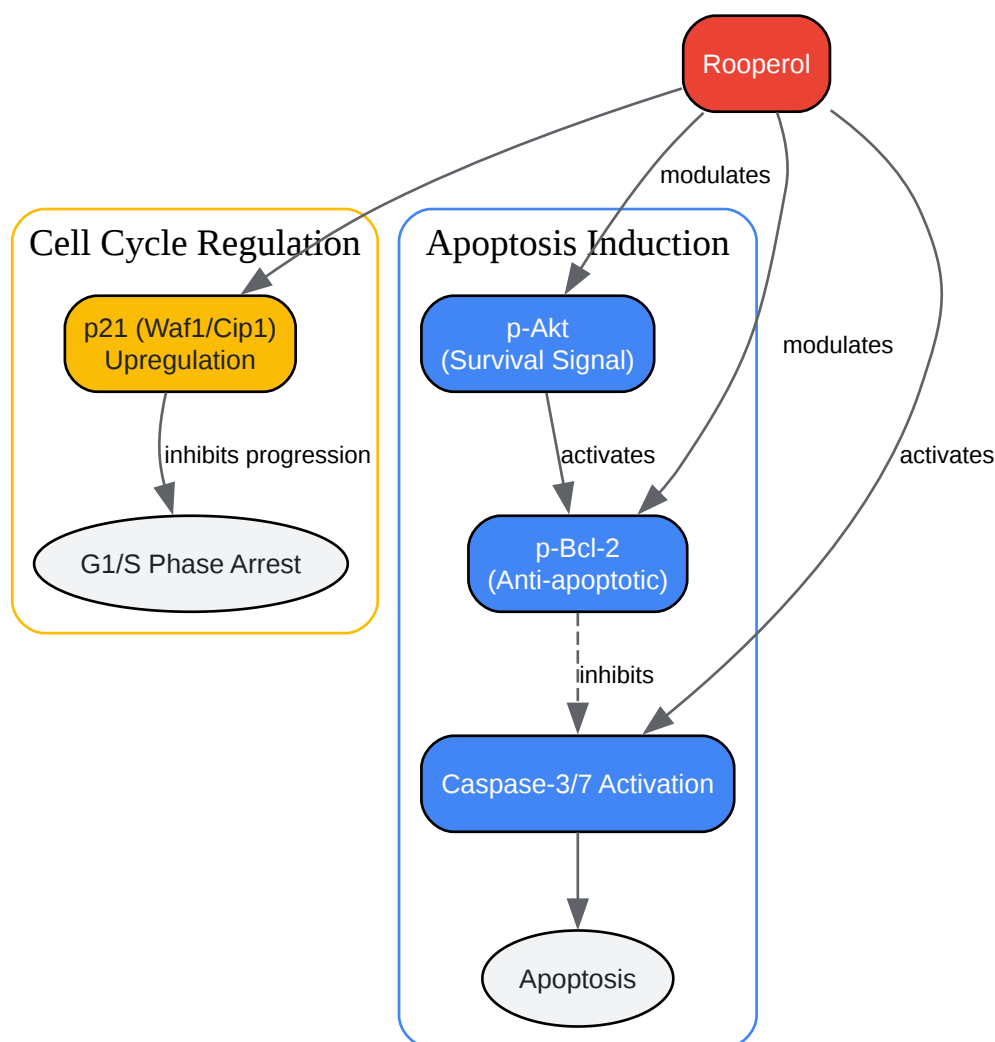 Rooperol
modulates
Cell Cycle Regulation
Apoptosis Induction
p21 (Waf1/Cip1)
Upregulation
p-Akt
(Survival Signal)
modulates
inhibits progression
activates
activates
G1/S Phase Arrest
p-Bcl-2
(Anti-apoptotic)
inhibits
Caspase-3/7 Activation
Apoptosis